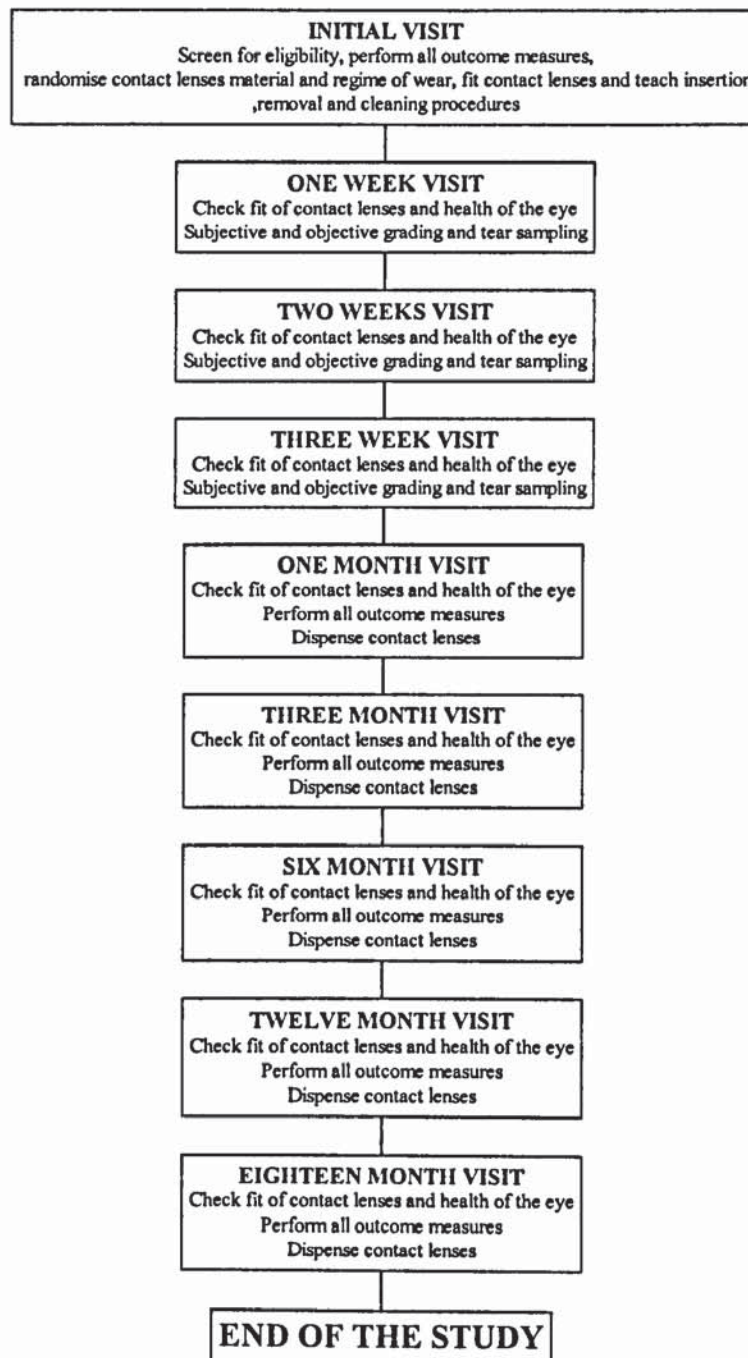 INITIAL VISIT
Screen for eligibility, perform all outcome measures,
randomise contact lenses material and regime of wear, fit contact lenses and teach insertion
,removal and cleaning procedures
ONE WEEK VISIT
Check fit of contact lenses and health of the eye
Subjective and objective grading and tear sampling
TWO WEEKS VISIT
Check fit of contact lenses and health of the eye
Subjective and objective grading and tear sampling
THREE WEEK VISIT
Check fit of contact lenses and health of the eye
Subjective and objective grading and tear sampling
ONE MONTH VISIT
Check fit of contact lenses and health of the eye
Perform all outcome measures
Dispense contact lenses
THREE MONTH VISIT
Check fit of contact lenses and health of the eye
Perform all outcome measures
Dispense contact lenses
SIX MONTH VISIT
Check fit of contact lenses and health of the eye
Perform all outcome measures
Dispense contact lenses
TWELVE MONTH VISIT
Check fit of contact lenses and health of the eye
Perform all outcome measures
Dispense contact lenses
EIGHTEEN MONTH VISIT
Check fit of contact lenses and health of the eye
Perform all outcome measures
Dispense contact lenses
END OF THE STUDY